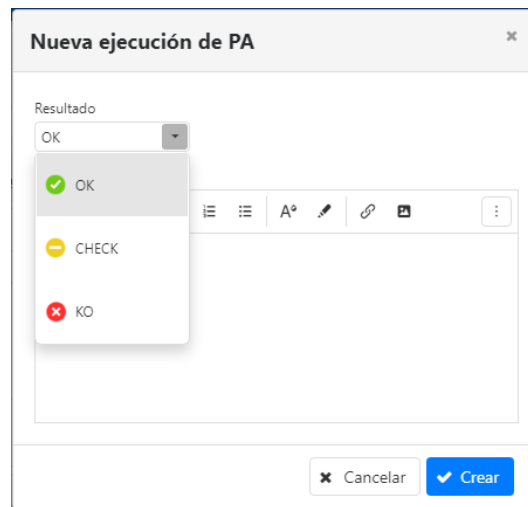 Nueva ejecución de PA
Resultado
OK
OK
CHECK
KO
Cancelar
Crear